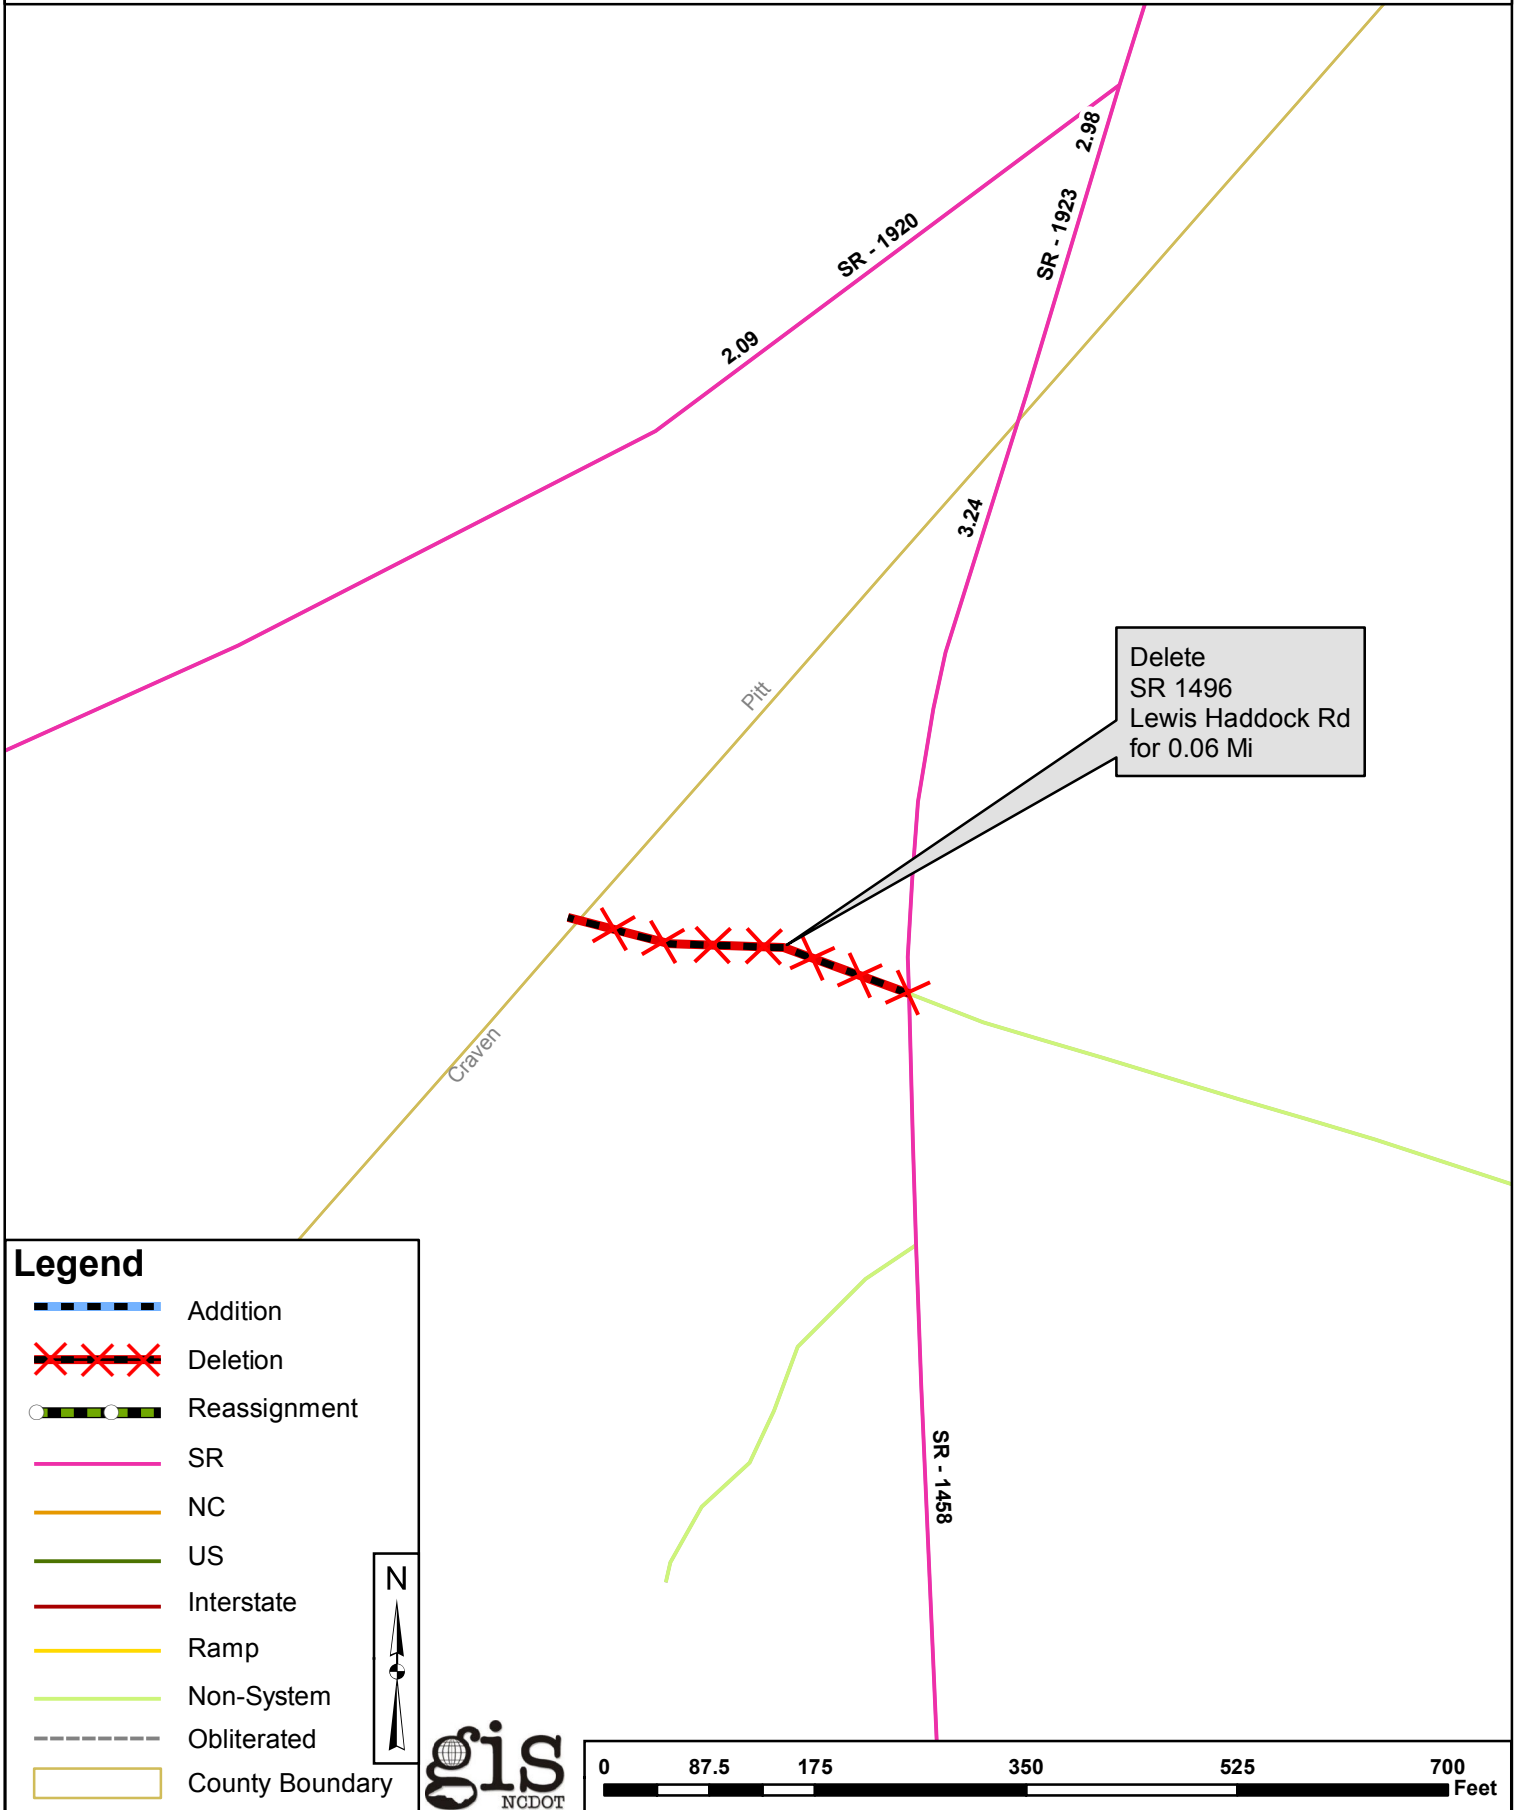 2.98
SR - 1923
SR - 1920
2.09
3.24
Delete
SR 1496
Lewis Haddock Rd
for 0.06 Mi
Pitt
Craven
SR - 1458
Legend
Addition
Deletion
Reassignment
SR
NC
US
Interstate
Ramp
Non-System
Obliterated
County Boundary
N
gis
NCDOT
0 87.5 175 350 525 700
Feet